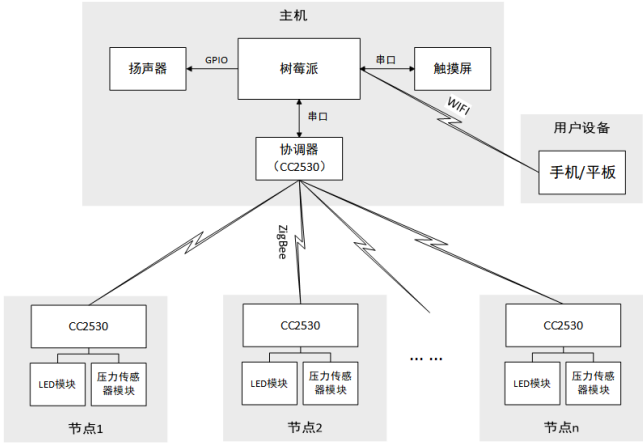 主机
扬声器
GPIO
树莓派
串口
触摸屏
串口
WIFI
用户设备
手机/平板
协调器
（CC2530）
ZigBee
CC2530
LED模块
压力传感
器模块
节点1
CC2530
LED模块
压力传感
器模块
节点2
... ...
CC2530
LED模块
压力传感
器模块
节点n